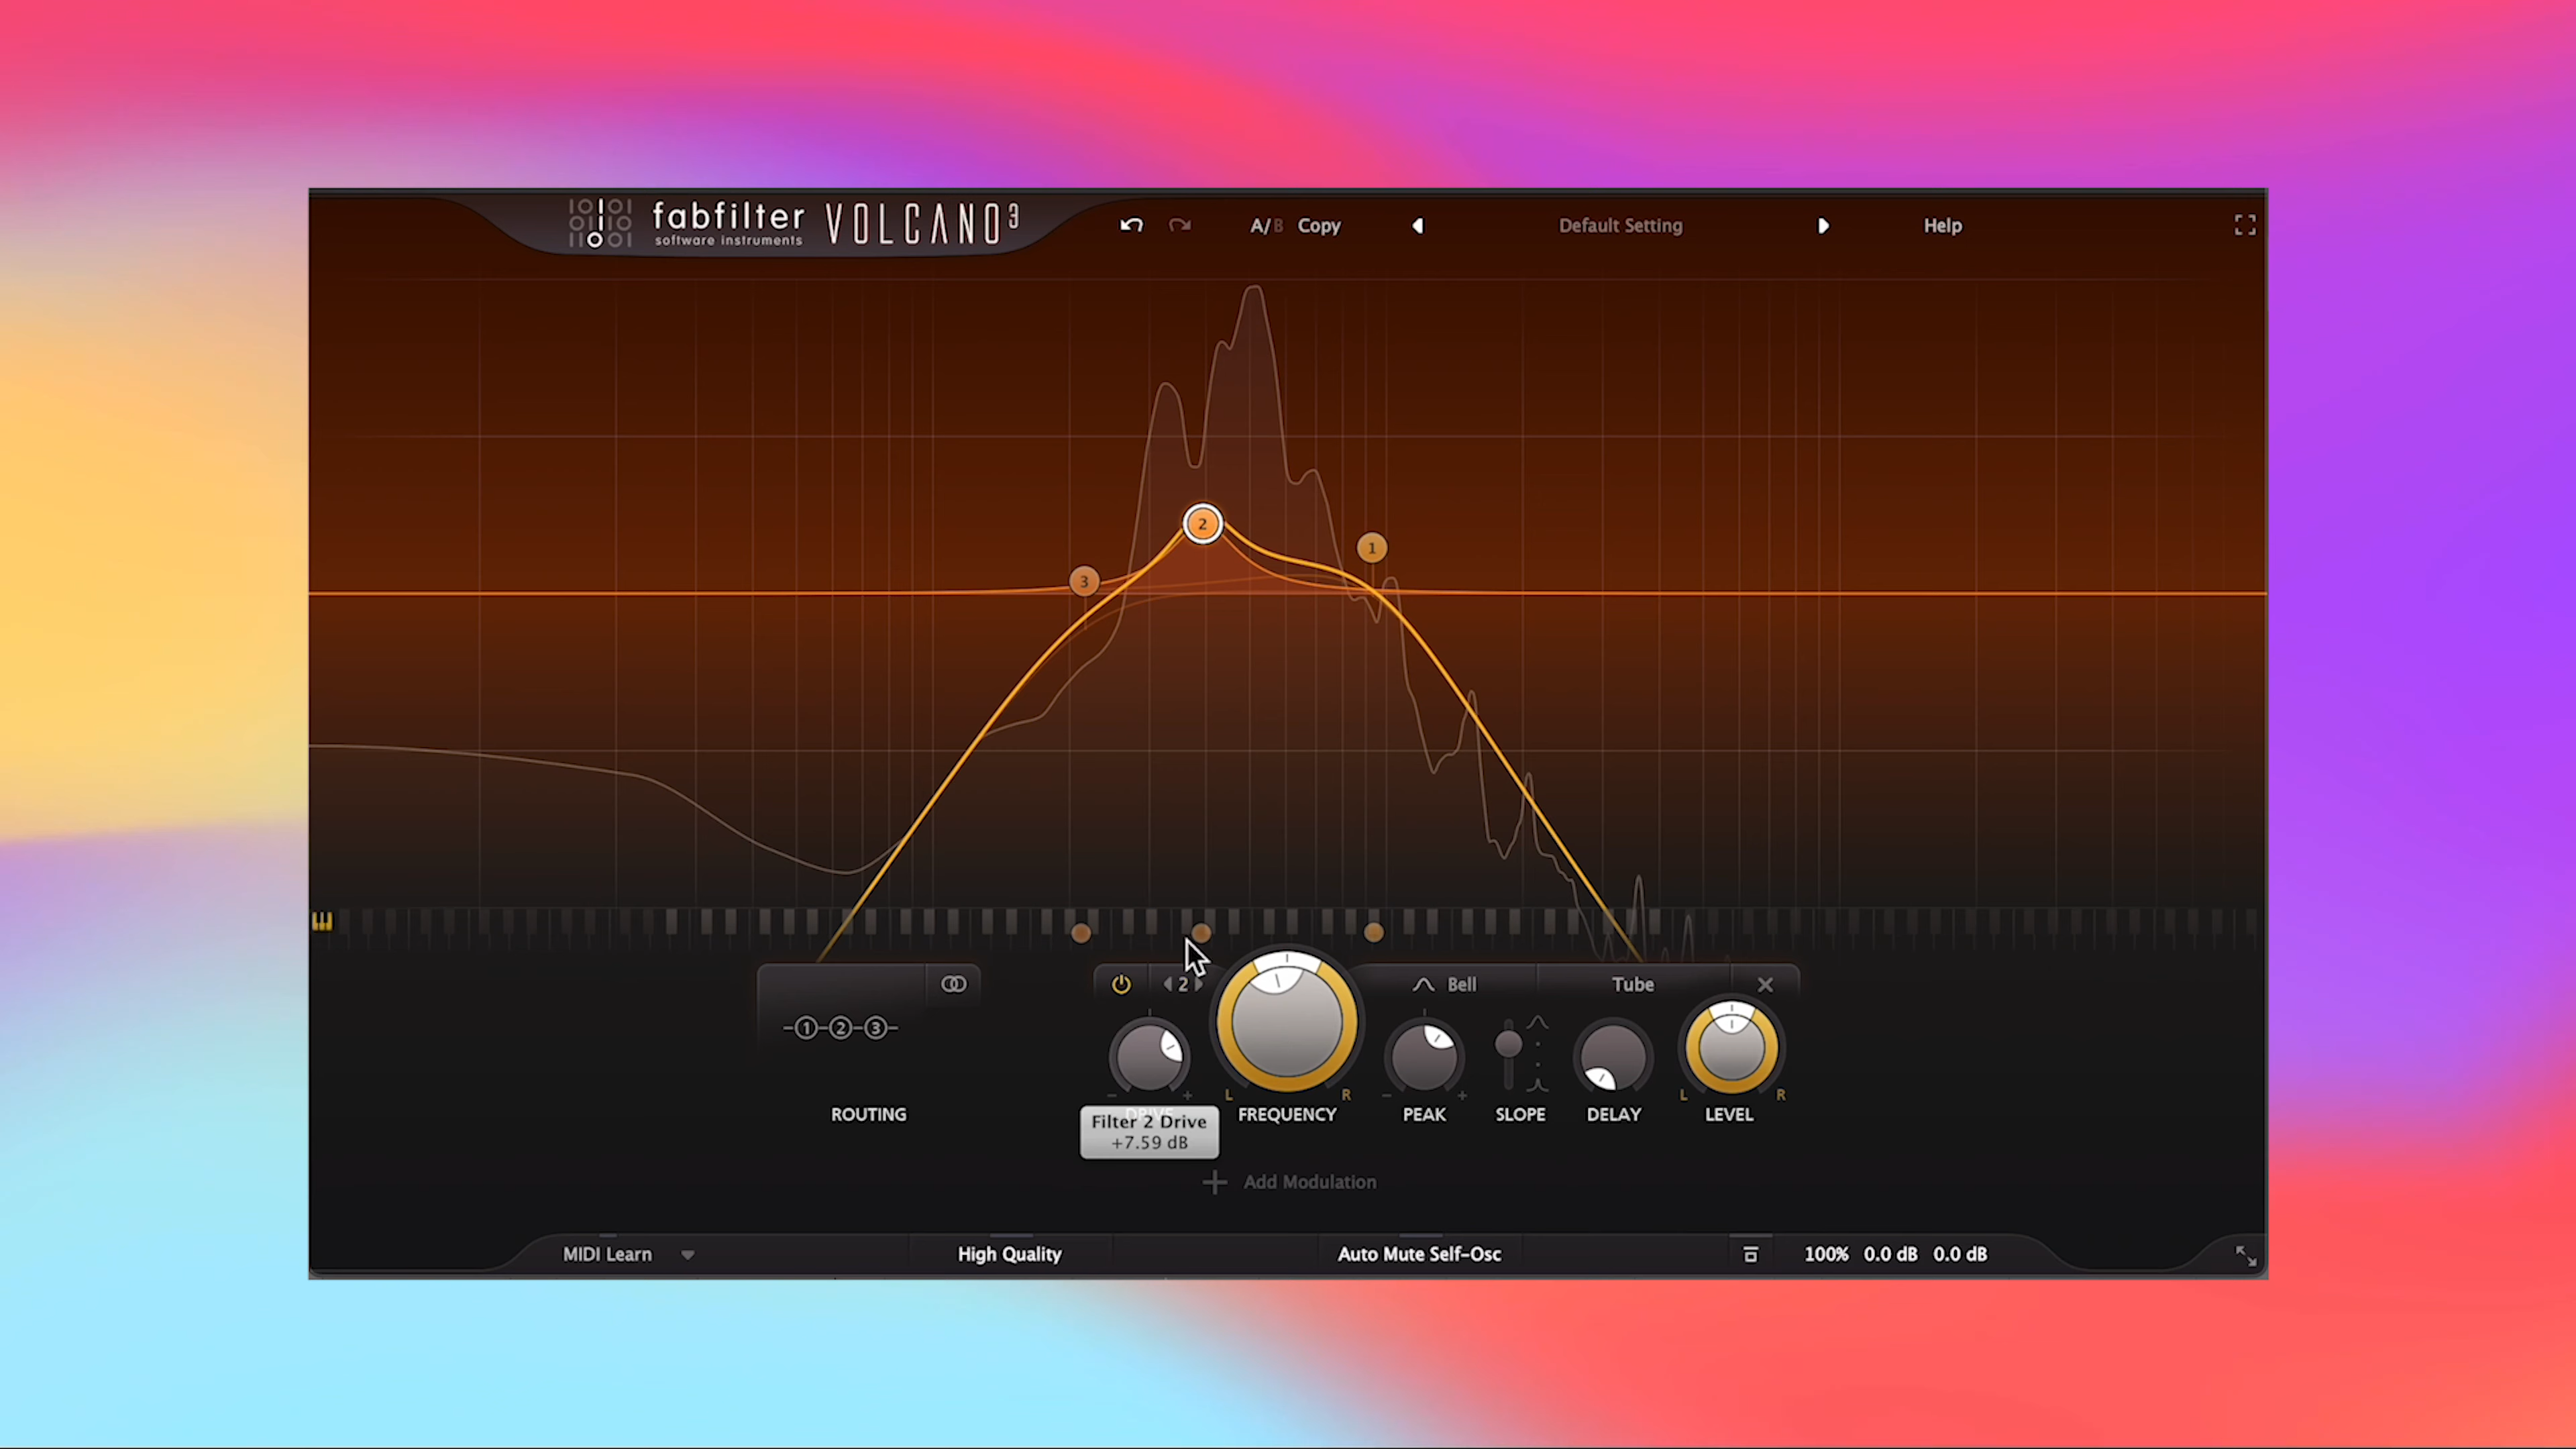 fabfilter VOLCANO 3
software instruments
A/B Copy
Default Setting
Help
2
1
3
2
Bell
Tube
1 2 3
L R
L R
ROUTING
FREQUENCY
PEAK
SLOPE
DELAY
LEVEL
Filter 2 Drive
+7.59 dB
Add Modulation
MIDI Learn
High Quality
Auto Mute Self-Osc
100% 0.0 dB 0.0 dB